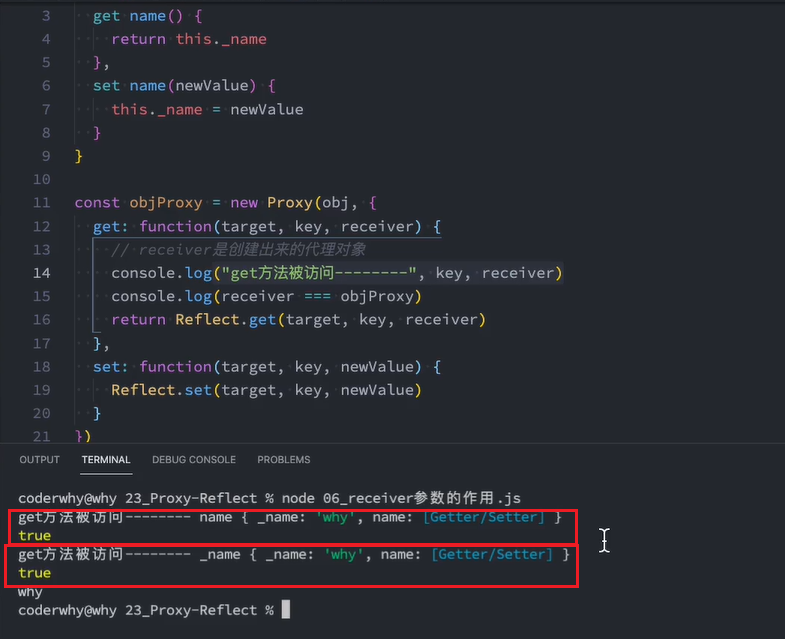 3 get name() {
4 return this._name
5 },
6 set name(newValue) {
7 this._name = newValue
8 }
9 }
10
11 const objProxy = new Proxy(obj, {
12 get: function(target, key, receiver) {
13 // receiver是创建出来的代理对象
14 console.log("get方法被访问--------", key, receiver)
15 console.log(receiver === objProxy)
16 return Reflect.get(target, key, receiver)
17 },
18 set: function(target, key, newValue) {
19 Reflect.set(target, key, newValue)
20 }
21 })
OUTPUT TERMINAL DEBUG CONSOLE PROBLEMS
coderwhy@why 23_Proxy-Reflect % node 06_receiver参数的作用.js
get方法被访问-------- name { _name: 'why', name: [Getter/Setter] }
true
get方法被访问-------- _name { _name: 'why', name: [Getter/Setter] }
true
why
coderwhy@why 23_Proxy-Reflect %